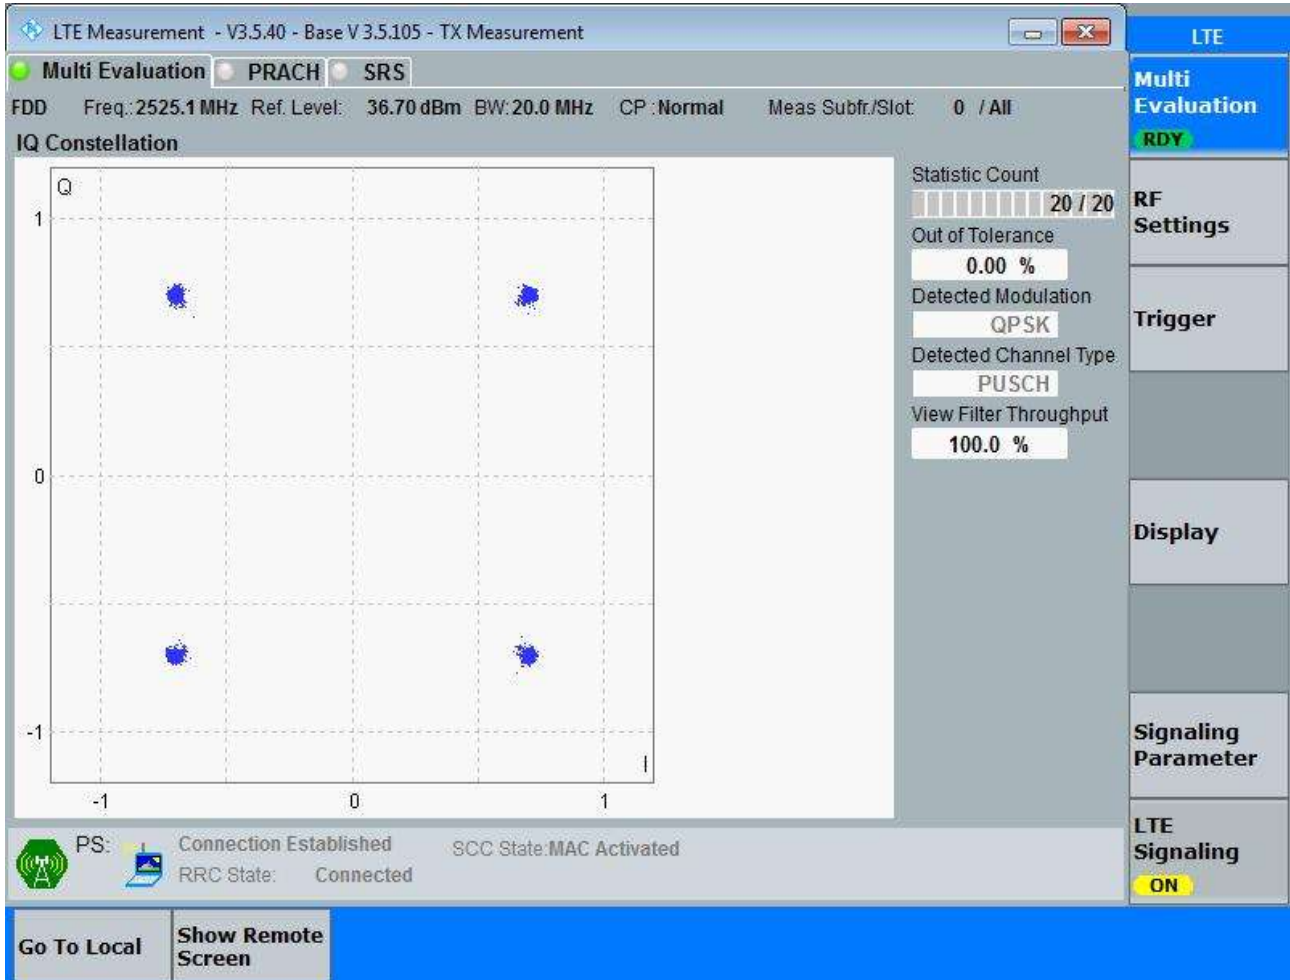 LTE Measurement - V3.5.40 - Base V 3.5.105 - TX Measurement
LTE
Multi Evaluation PRACH SRS
Multi
Evaluation
RDY
FDD Freq.:2525.1 MHz Ref. Level: 36.70 dBm BW:20.0 MHz CP :Normal Meas Subfr./Slot: 0 / All
IQ Constellation
Q
1
0
-1
-1 0 1
I
Statistic Count
20 / 20
Out of Tolerance
0.00 %
Detected Modulation
QPSK
Detected Channel Type
PUSCH
View Filter Throughput
100.0 %
RF
Settings
Trigger
Display
Signaling
Parameter
LTE
Signaling
ON
PS: Connection Established SCC State:MAC Activated
RRC State: Connected
Go To Local
Show Remote
Screen